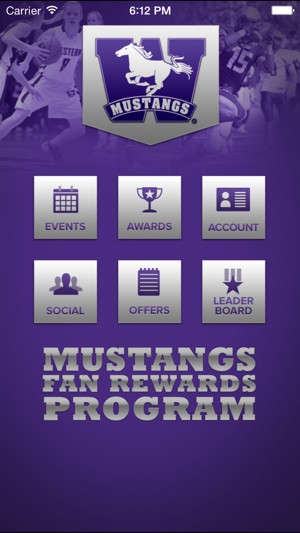 Carrier 6:12 PM
W
MUSTANGS
®
EVENTS AWARDS ACCOUNT
SOCIAL OFFERS LEADER BOARD
MUSTANGS
FAN REWARDS
PROGRAM